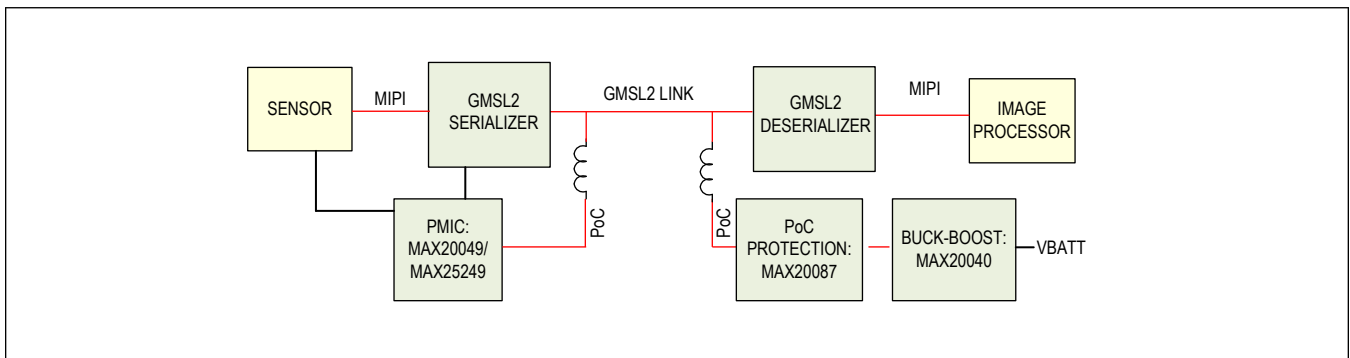 SENSOR
MIPI
GMSL2
SERIALIZER
GMSL2 LINK
GMSL2
DESERIALIZER
MIPI
IMAGE
PROCESSOR
PMIC:
MAX20049/
MAX25249
PoC
PoC
PoC
PROTECTION:
MAX20087
BUCK-BOOST:
MAX20040
VBATT